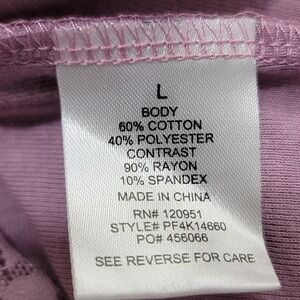 L
BODY
60% COTTON
40% POLYESTER
CONTRAST
90% RAYON
10% SPANDEX
MADE IN CHINA
RN# 120951
STYLE# PF4K14660
PO# 456066
SEE REVERSE FOR CARE